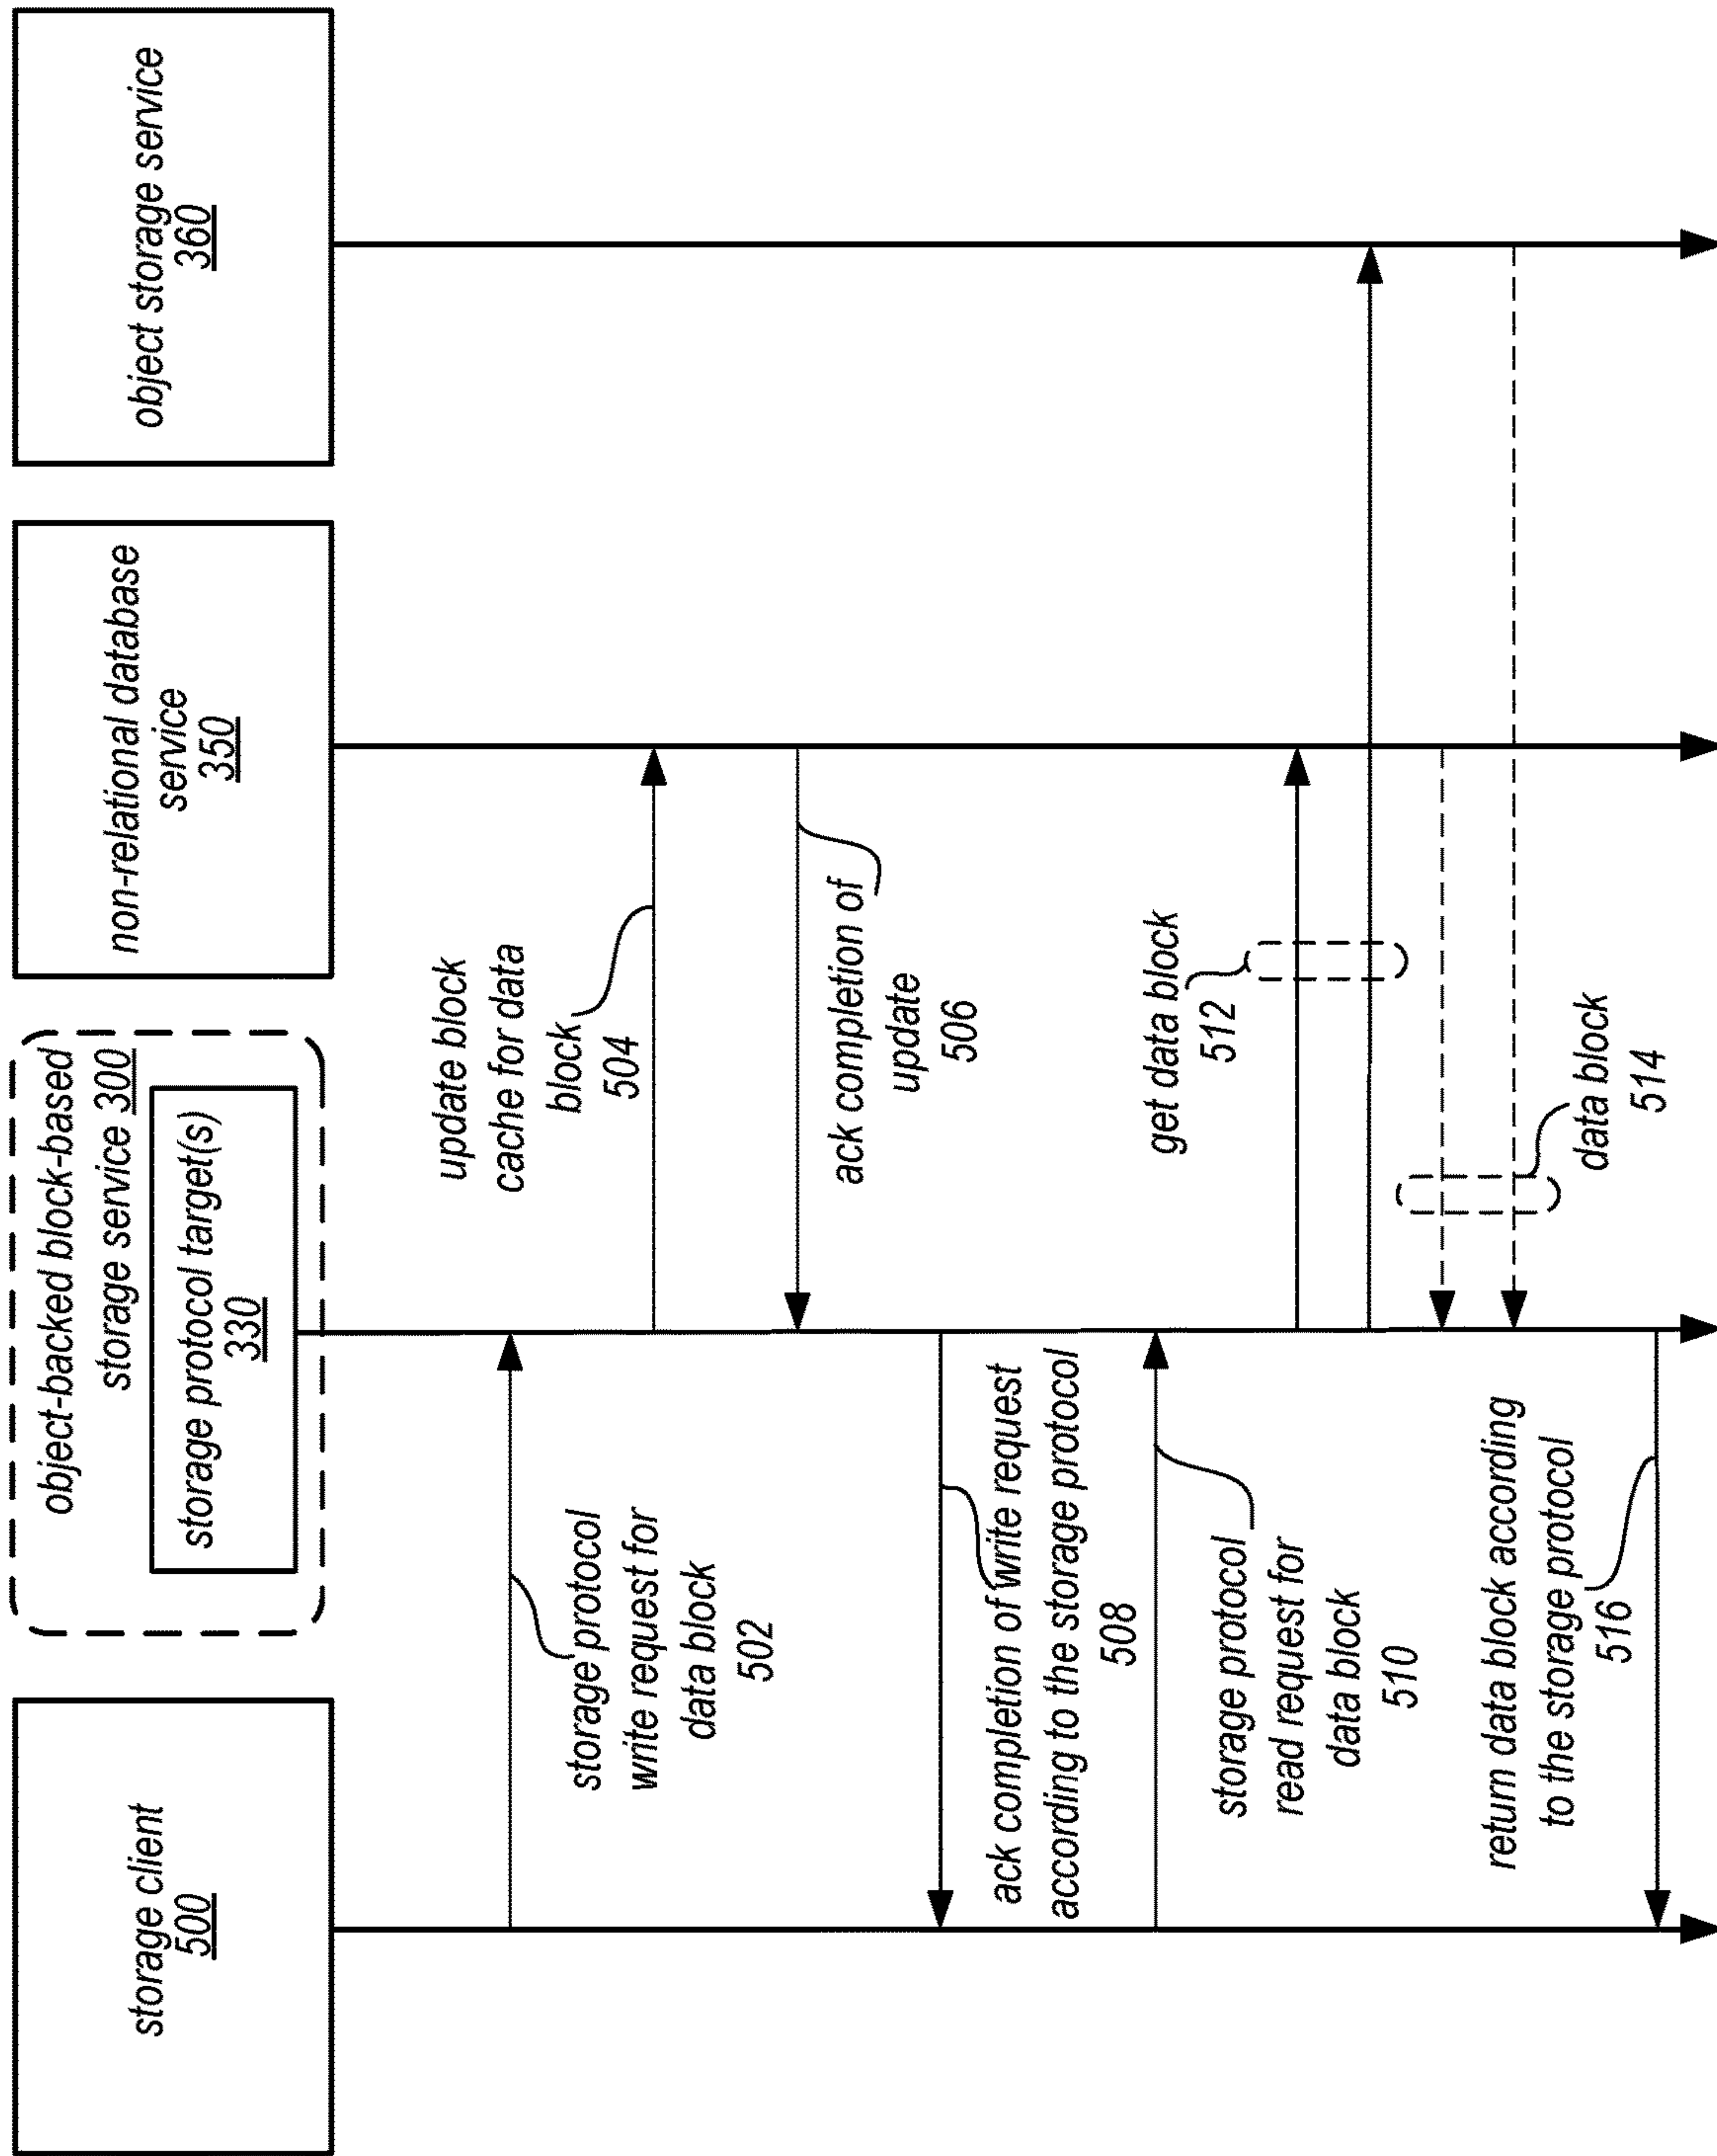 storage client
500
object-backed block-based
storage service 300
storage protocol target(s)
330
non-relational database
service
350
object storage service
360
storage protocol
write request for
data block
502
update block
cache for data
block
504
ack completion of
update
506
ack completion of write request
according to the storage protocol
508
storage protocol
read request for
data block
510
get data block
512
data block
514
return data block according
to the storage protocol
516